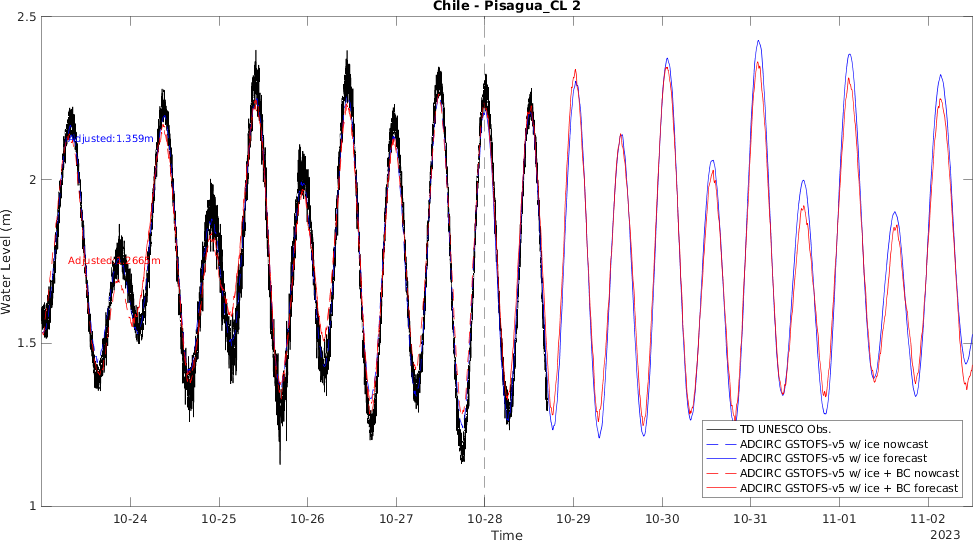 Chile - Pisagua_CL 2
2.5
2
1.5
1
Water Level (m)
Adjusted:1.359m
Adjusted:
266
m
10-24
10-25
10-26
10-27
10-28
10-29
10-30
10-31
11-01
11-02
2023
Time
TD UNESCO Obs.
ADCIRC GSTOFS-v5 w/ ice nowcast
ADCIRC GSTOFS-v5 w/ ice forecast
ADCIRC GSTOFS-v5 w/ ice + BC nowcast
ADCIRC GSTOFS-v5 w/ ice + BC forecast